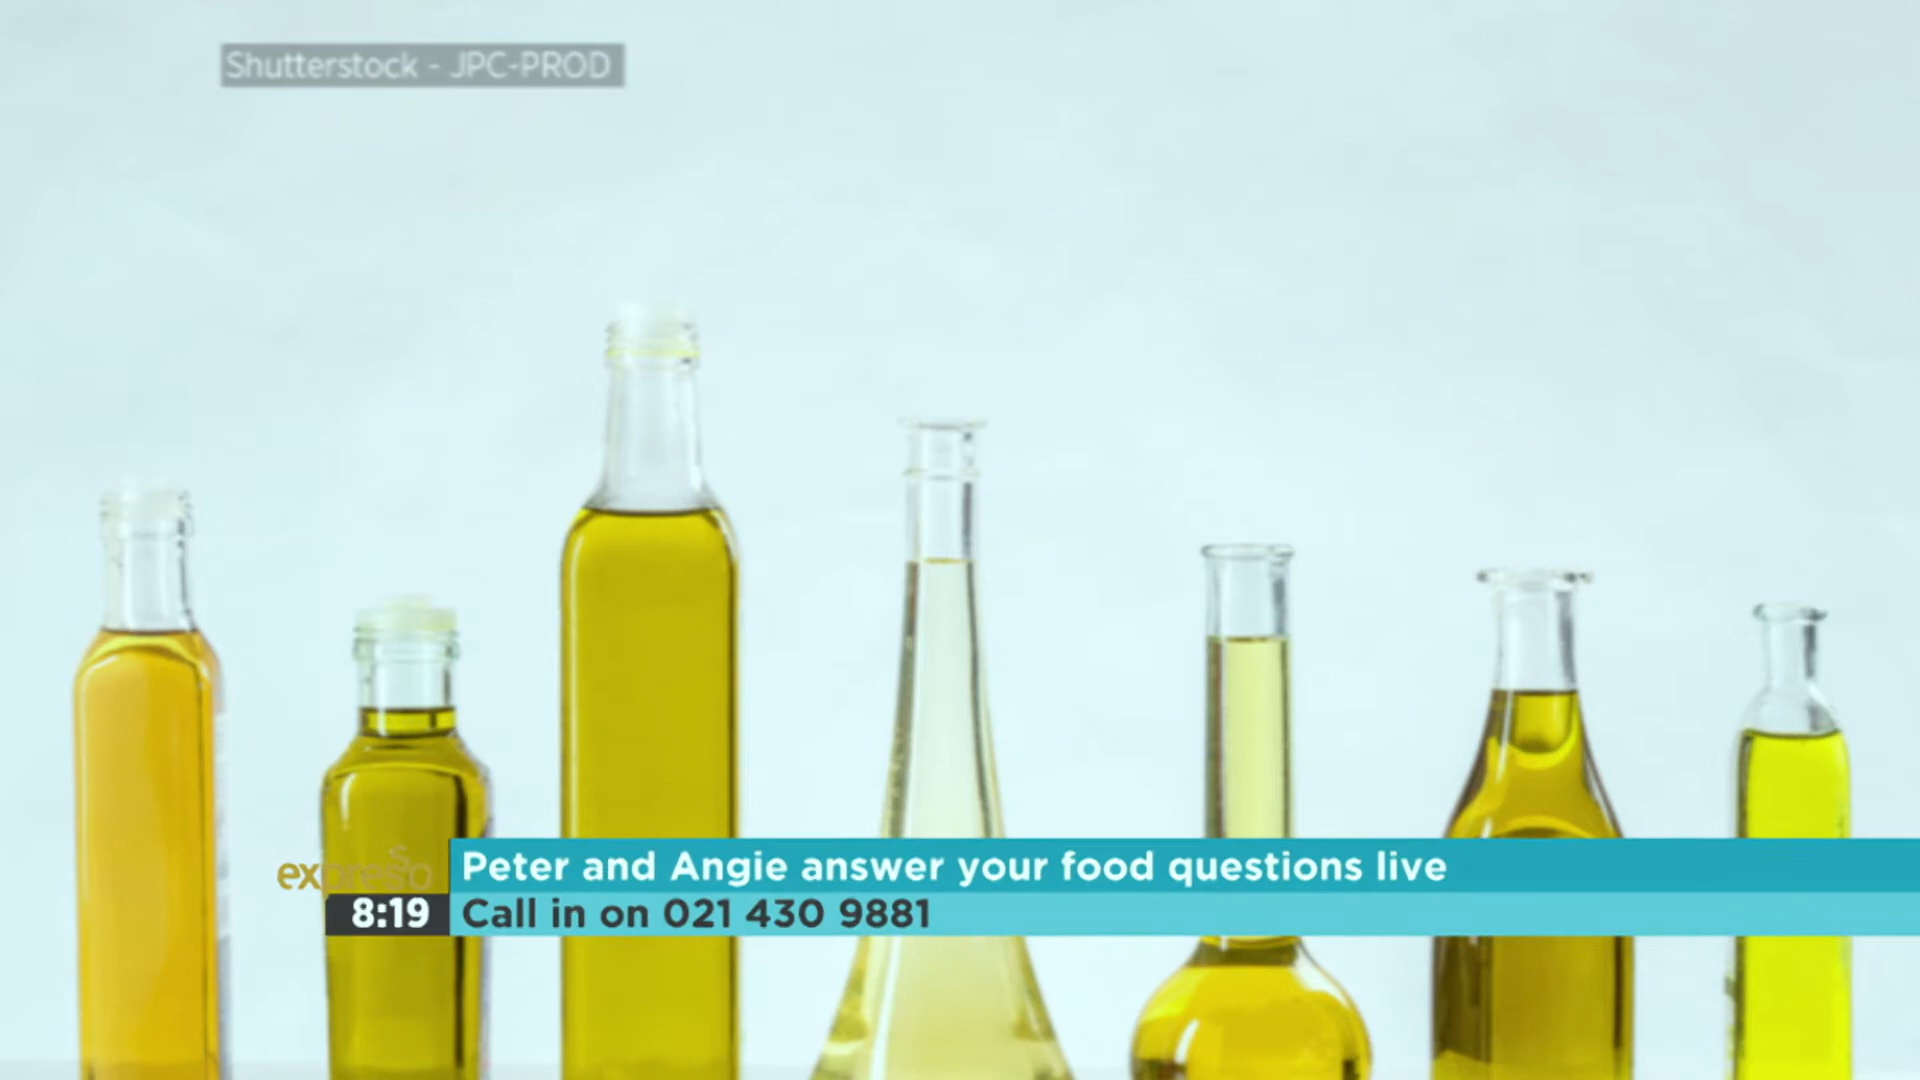 Shutterstock - JPC-PROD
expresso
Peter and Angie answer your food questions live
8:19
Call in on 021 430 9881